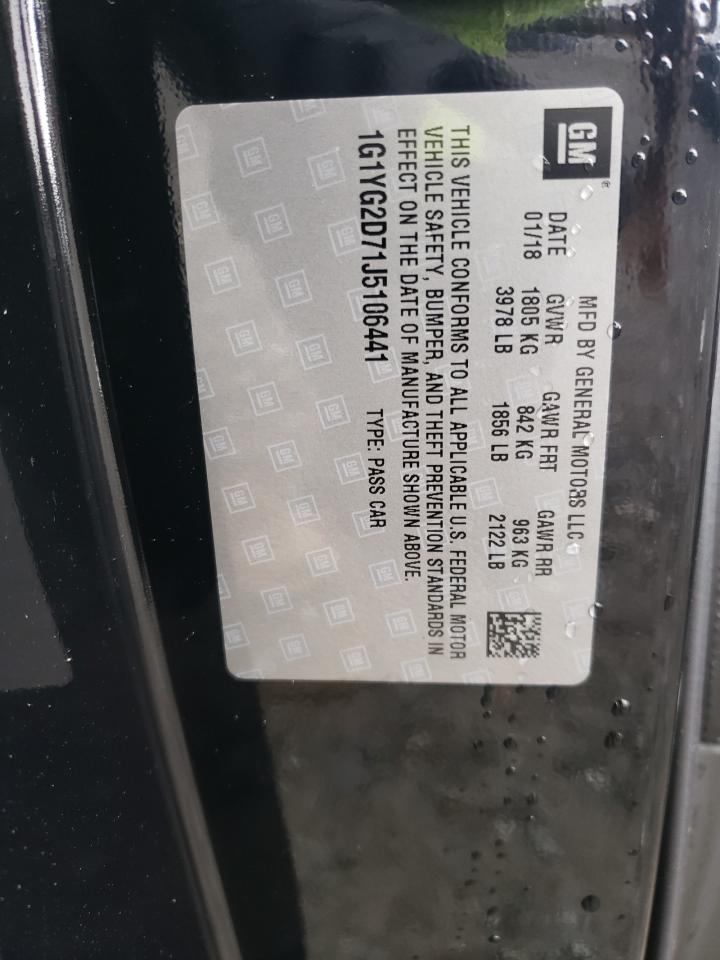 GM®
MFD BY GENERAL MOTORS LLC
DATE GVWR GAWR FRT GAWR RR
01/18 1805 KG 842 KG 963 KG
3978 LB 1856 LB 2122 LB
THIS VEHICLE CONFORMS TO ALL APPLICABLE U.S. FEDERAL MOTOR
VEHICLE SAFETY, BUMPER, AND THEFT PREVENTION STANDARDS IN
EFFECT ON THE DATE OF MANUFACTURE SHOWN ABOVE.
1G1YG2D71J5106441 TYPE: PASS CAR